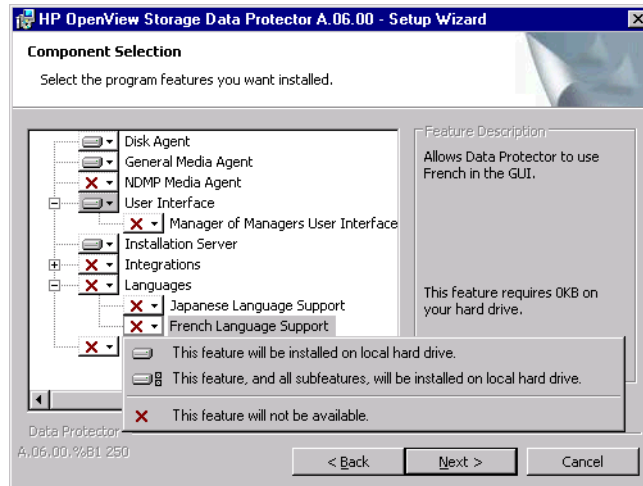 HP OpenView Storage Data Protector A.06.00 - Setup Wizard
Component Selection
Select the program features you want installed.
Disk Agent
General Media Agent
NDMP Media Agent
User Interface
Manager of Managers User Interface
Installation Server
Integrations
Languages
Japanese Language Support
French Language Support
Feature Description
Allows Data Protector to use
French in the GUI.
This feature requires 0KB on
your hard drive.
This feature will be installed on local hard drive.
This feature, and all subfeatures, will be installed on local hard drive.
This feature will not be available.
Data Protector
A.06.00.%B1 250
< Back
Next >
Cancel